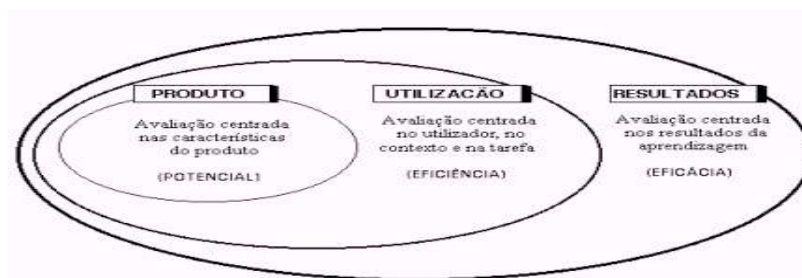 PRODUTO
Avaliação centrada
nas características
do produto
(POTENCIAL)
UTILIZACÃO
Avaliação centrada
no utilizador, no
contexto e na tarefa
(EFICIÊNCIA)
RESULTADOS
Avaliação centrada
nos resultados da
aprendizagem
(EFICÁCIA)